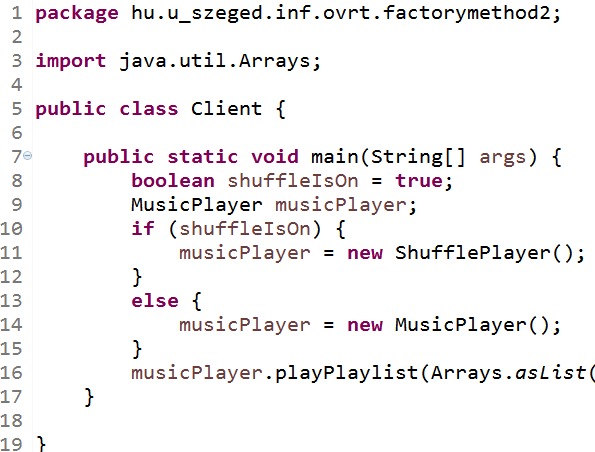 1 package hu.u_szeged.inf.ovrt.factorymethod2;
2
3 import java.util.Arrays;
4
5 public class Client {
6
7 public static void main(String[] args) {
8 boolean shuffleIsOn = true;
9 MusicPlayer musicPlayer;
10 if (shuffleIsOn) {
11 musicPlayer = new ShufflePlayer();
12 }
13 else {
14 musicPlayer = new MusicPlayer();
15 }
16 musicPlayer.playPlaylist(Arrays.asList(
17 }
18
19 }